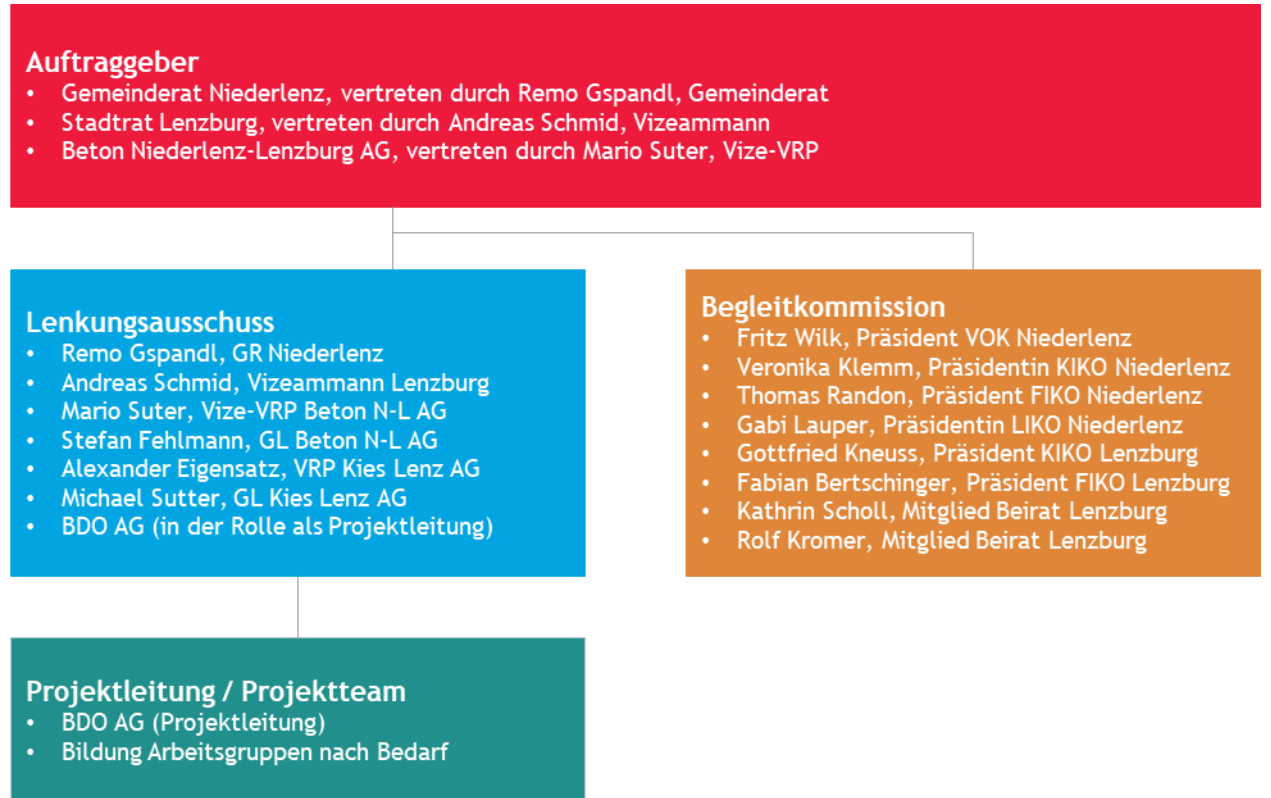 Auftraggeber
• Gemeinderat Niederlenz, vertreten durch Remo Gspandl, Gemeinderat
• Stadtrat Lenzburg, vertreten durch Andreas Schmid, Vizeammann
• Beton Niederlenz-Lenzburg AG, vertreten durch Mario Suter, Vize-VRP
Lenkungsausschuss
• Remo Gspandl, GR Niederlenz
• Andreas Schmid, Vizeammann Lenzburg
• Mario Suter, Vize-VRP Beton N-L AG
• Stefan Fehlmann, GL Beton N-L AG
• Alexander Eigensatz, VRP Kies Lenz AG
• Michael Sutter, GL Kies Lenz AG
• BDO AG (in der Rolle als Projektleitung)
Begleitkommission
• Fritz Wilk, Präsident VOK Niederlenz
• Veronika Klemm, Präsidentin KIKO Niederlenz
• Thomas Randon, Präsident FIKO Niederlenz
• Gabi Lauper, Präsidentin LIKO Niederlenz
• Gottfried Kneuss, Präsident KIKO Lenzburg
• Fabian Bertschinger, Präsident FIKO Lenzburg
• Kathrin Scholl, Mitglied Beirat Lenzburg
• Rolf Kromer, Mitglied Beirat Lenzburg
Projektleitung / Projektteam
• BDO AG (Projektleitung)
• Bildung Arbeitsgruppen nach Bedarf